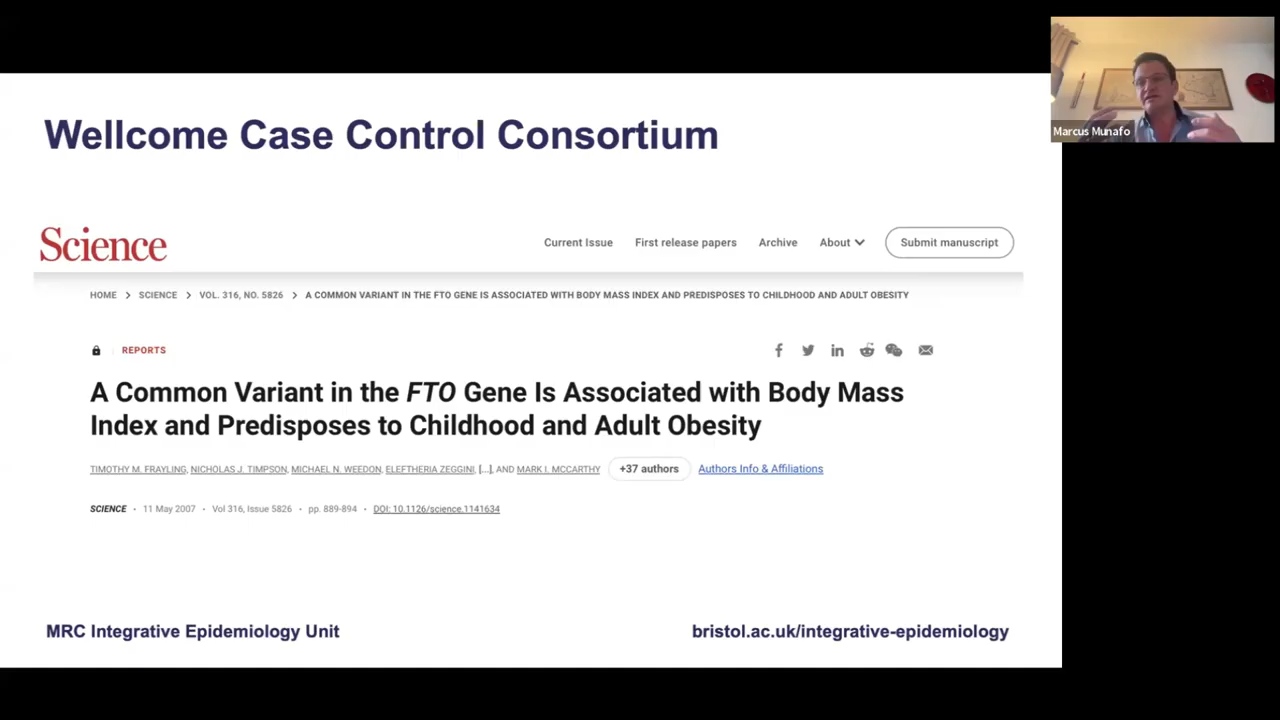 Wellcome Case Control Consortium
Marcus Munafo
Science
Current Issue First release papers Archive About Submit manuscript
HOME > SCIENCE > VOL. 316, NO. 5826 > A COMMON VARIANT IN THE FTO GENE IS ASSOCIATED WITH BODY MASS INDEX AND PREDISPOSES TO CHILDHOOD AND ADULT OBESITY
REPORTS
A Common Variant in the FTO Gene Is Associated with Body Mass
Index and Predisposes to Childhood and Adult Obesity
TIMOTHY M. FRAYLING, NICHOLAS J. TIMPSON, MICHAEL N. WEEDON, ELEFTHERIA ZEGGINI, [...], AND MARK I. MCCARTHY +37 authors Authors Info & Affiliations
SCIENCE • 11 May 2007 • Vol 316, Issue 5826 • pp. 889-894 • DOI: 10.1126/science.1141634
MRC Integrative Epidemiology Unit bristol.ac.uk/integrative-epidemiology